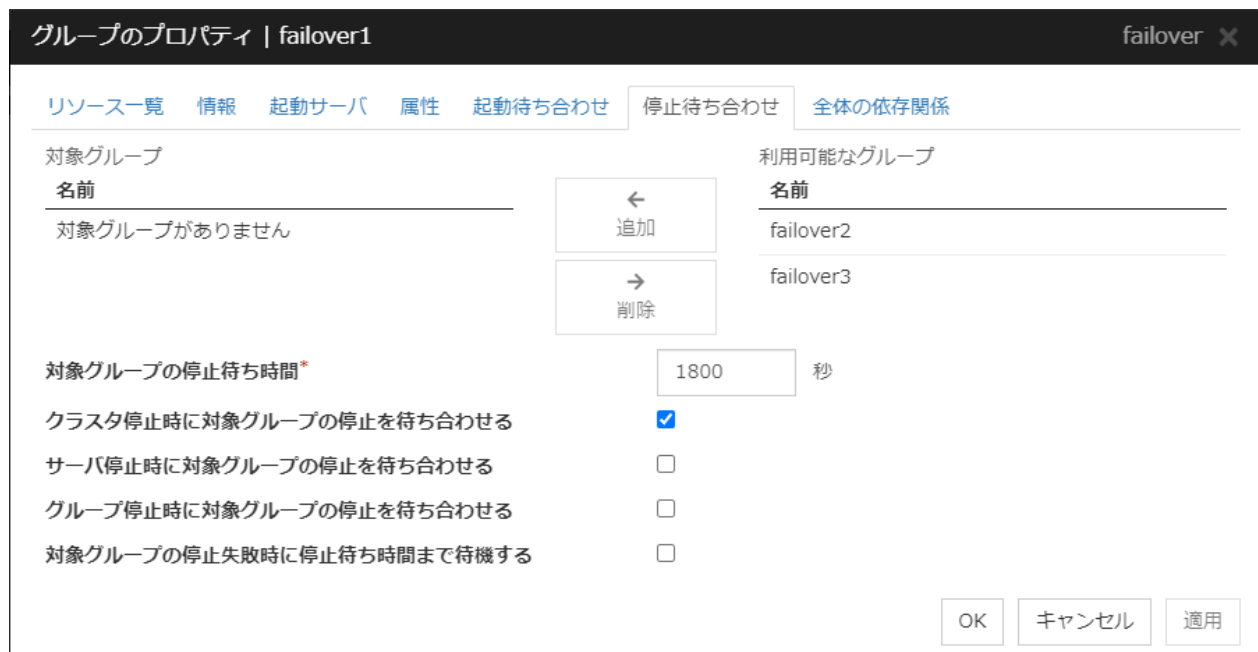 グループのプロパティ | failover1 failover ×
リソース一覧 情報 起動サーバ 属性 起動待ち合わせ 停止待ち合わせ 全体の依存関係
対象グループ 利用可能なグループ
名前 名前
対象グループがありません ← failover2
追加
→ failover3
削除
対象グループの停止待ち時間* 1800 秒
クラスタ停止時に対象グループの停止を待ち合わせる
サーバ停止時に対象グループの停止を待ち合わせる
グループ停止時に対象グループの停止を待ち合わせる
対象グループの停止失敗時に停止待ち時間まで待機する
OK キャンセル 適用